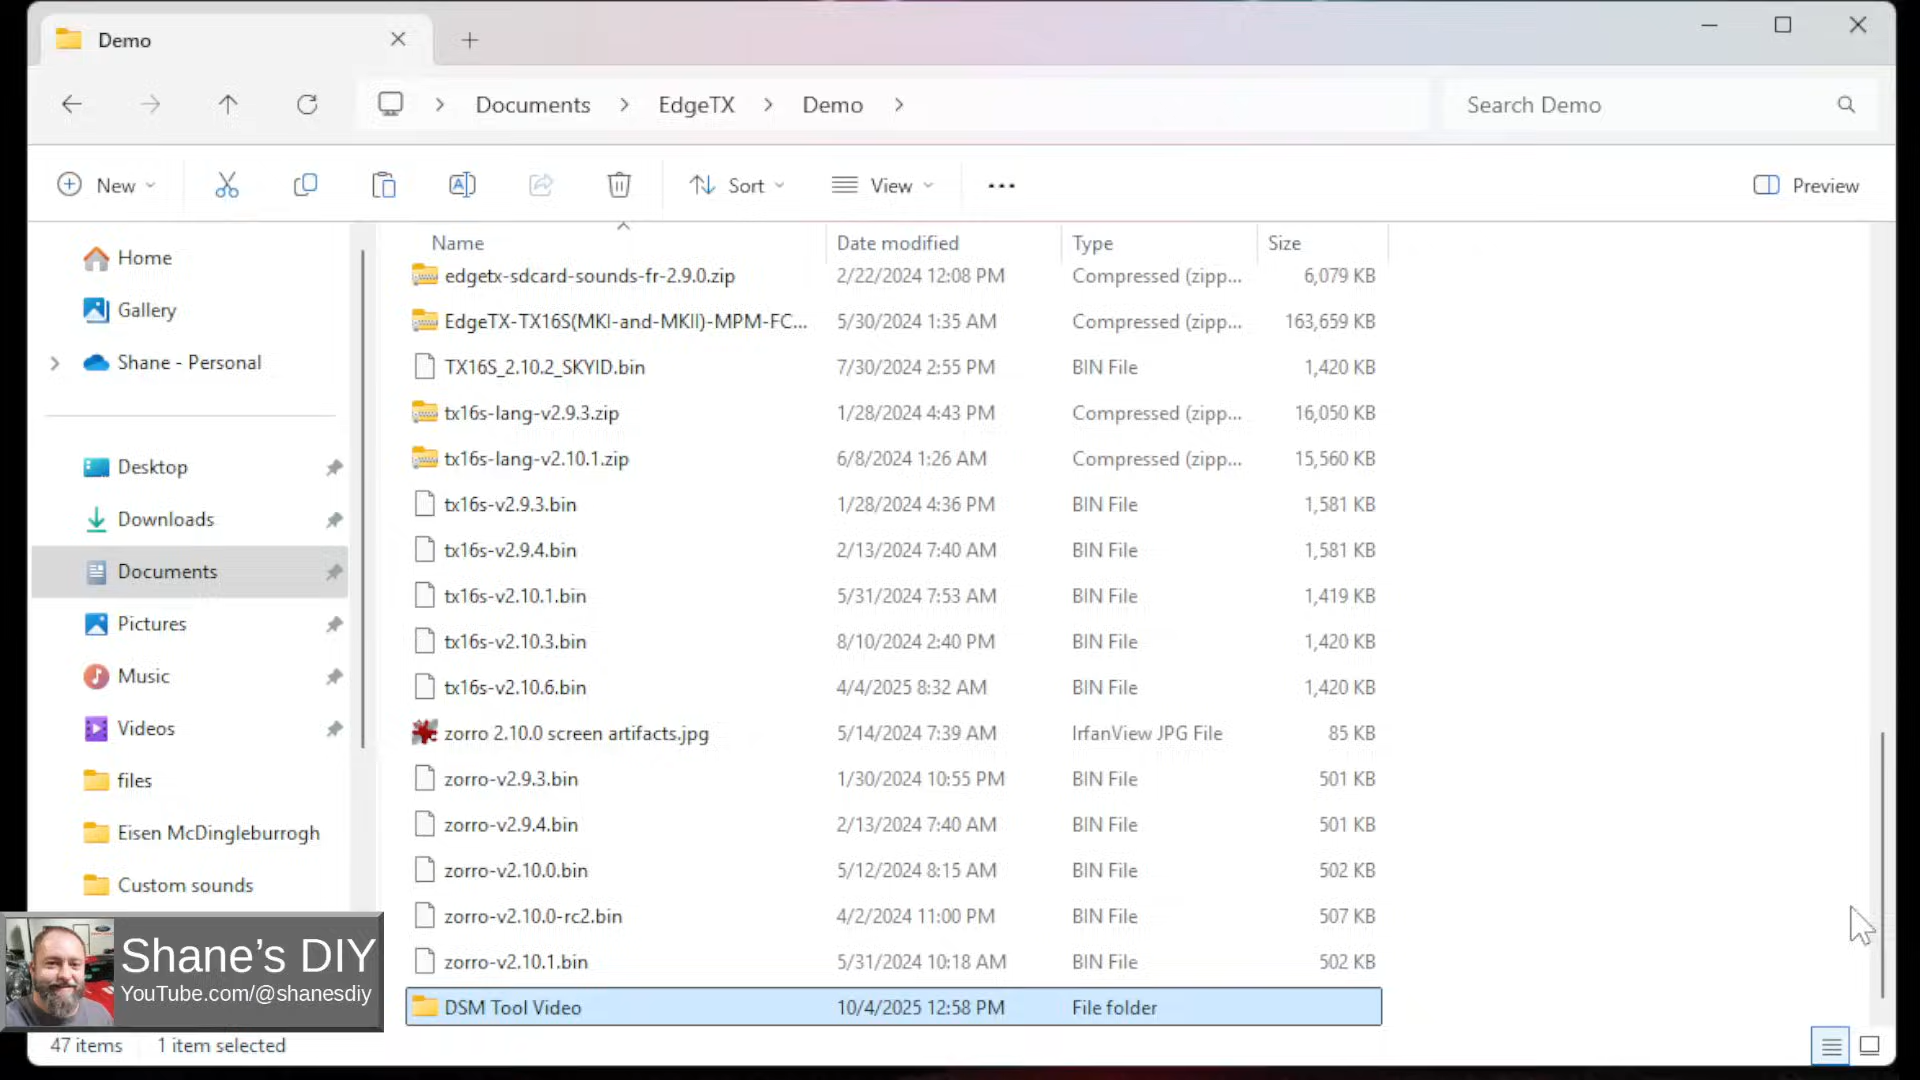 Demo
Documents
EdgeTX
Demo
Search Demo
New
Sort
View
Preview
Name Date modified Type Size
edgetx-sdcard-sounds-fr-2.9.0.zip 2/22/2024 12:08 PM Compressed (zipp... 6,079 KB
EdgeTX-TX16S(MKI-and-MKII)-MPM-FC... 5/30/2024 1:35 AM Compressed (zipp... 163,659 KB
TX16S_2.10.2_SKYID.bin 7/30/2024 2:55 PM BIN File 1,420 KB
tx16s-lang-v2.9.3.zip 1/28/2024 4:43 PM Compressed (zipp... 16,050 KB
tx16s-lang-v2.10.1.zip 6/8/2024 1:26 AM Compressed (zipp... 15,560 KB
tx16s-v2.9.3.bin 1/28/2024 4:36 PM BIN File 1,581 KB
tx16s-v2.9.4.bin 2/13/2024 7:40 AM BIN File 1,581 KB
tx16s-v2.10.1.bin 5/31/2024 7:53 AM BIN File 1,419 KB
tx16s-v2.10.3.bin 8/10/2024 2:40 PM BIN File 1,420 KB
tx16s-v2.10.6.bin 4/4/2025 8:32 AM BIN File 1,420 KB
zorro 2.10.0 screen artifacts.jpg 5/14/2024 7:39 AM IrfanView JPG File 85 KB
zorro-v2.9.3.bin 1/30/2024 10:55 PM BIN File 501 KB
zorro-v2.9.4.bin 2/13/2024 7:40 AM BIN File 501 KB
zorro-v2.10.0.bin 5/12/2024 8:15 AM BIN File 502 KB
zorro-v2.10.0-rc2.bin 4/2/2024 11:00 PM BIN File 507 KB
zorro-v2.10.1.bin 5/31/2024 10:18 AM BIN File 502 KB
DSM Tool Video 10/4/2025 12:58 PM File folder
Home
Gallery
Shane - Personal
Desktop
Downloads
Documents
Pictures
Music
Videos
files
Eisen McDingleburrogh
Custom sounds
Shane's DIY
YouTube.com/@shanesdiy
47 items 1 item selected